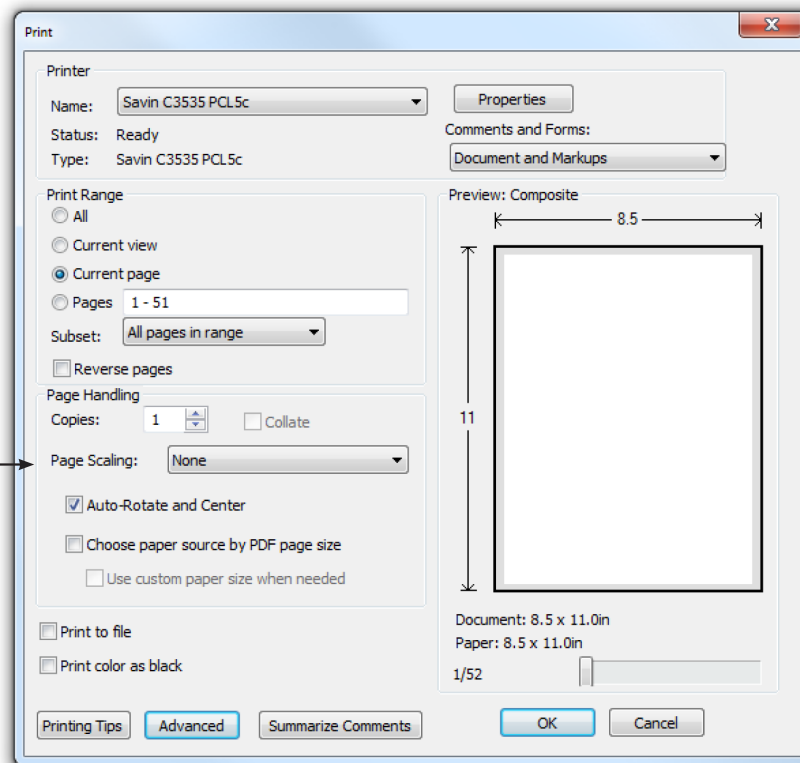 Print
Printer
Name: Savin C3535 PCL5c Properties
Status: Ready Comments and Forms:
Type: Savin C3535 PCL5c Document and Markups
Print Range
All
Current view
Current page
Pages 1 - 51
Subset: All pages in range
Reverse pages
Page Handling
Copies: 1 Collate
Page Scaling: None
Auto-Rotate and Center
Choose paper source by PDF page size
Use custom paper size when needed
Print to file
Print color as black
Preview: Composite
8.5
11
Document: 8.5 x 11.0in
Paper: 8.5 x 11.0in
1/52
Printing Tips Advanced Summarize Comments OK Cancel